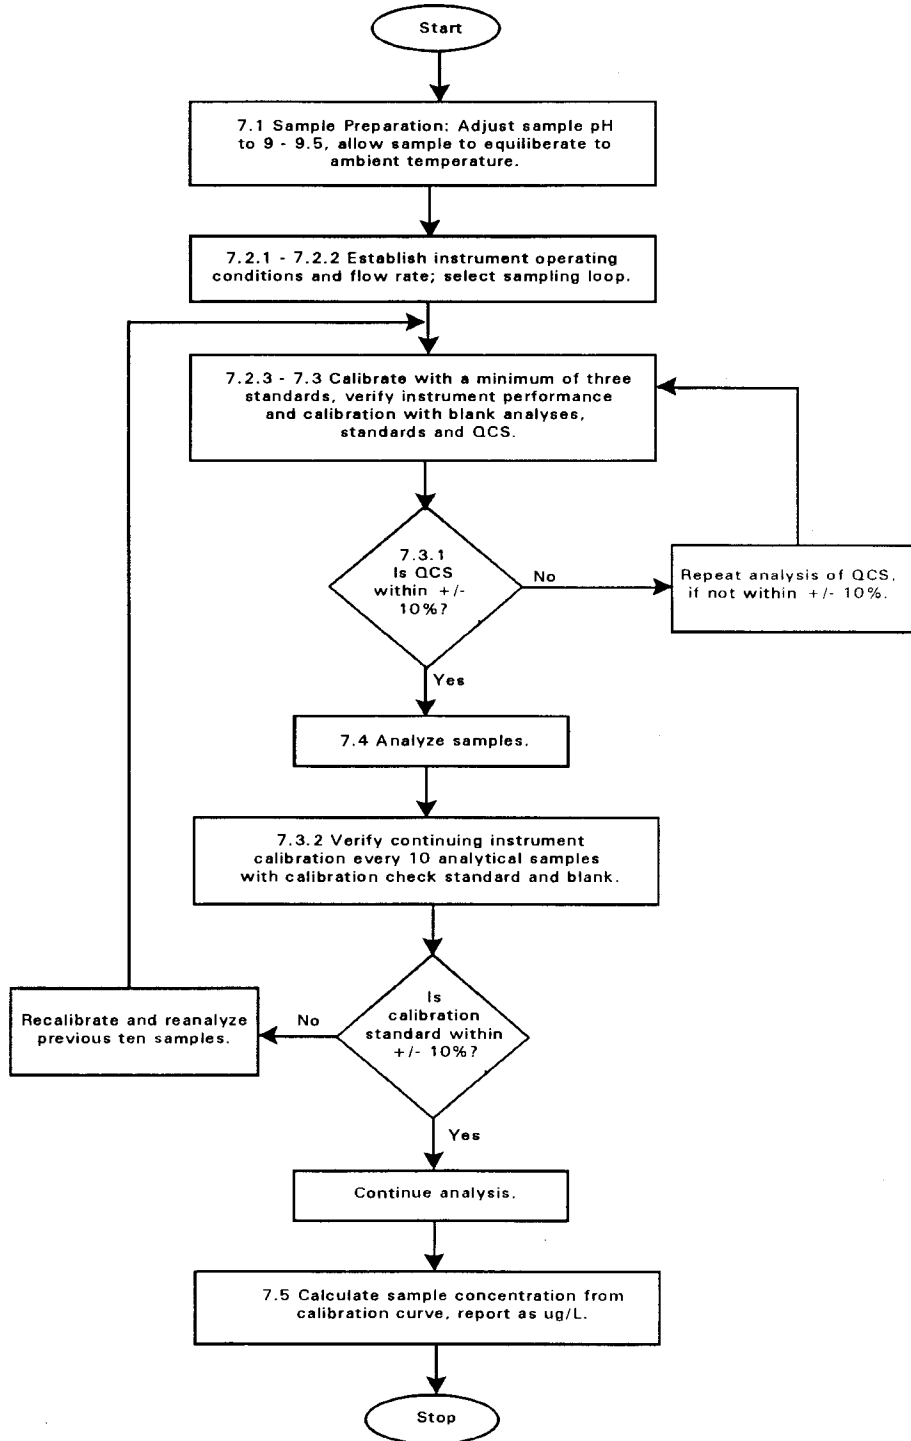 Start
7.1 Sample Preparation: Adjust sample pH
to 9 - 9.5, allow sample to equiliberate to
ambient temperature.
7.2.1 - 7.2.2 Establish instrument operating
conditions and flow rate; select sampling loop.
7.2.3 - 7.3 Calibrate with a minimum of three
standards, verify instrument performance
and calibration with blank analyses,
standards and QCS.
7.3.1
Is QCS
within +/-
10%?
No
Repeat analysis of QCS,
if not within +/- 10%.
Yes
7.4 Analyze samples.
7.3.2 Verify continuing instrument
calibration every 10 analytical samples
with calibration check standard and blank.
Is
calibration
standard within
+/- 10%?
No
Recalibrate and reanalyze
previous ten samples.
Yes
Continue analysis.
7.5 Calculate sample concentration from
calibration curve, report as ug/L.
Stop